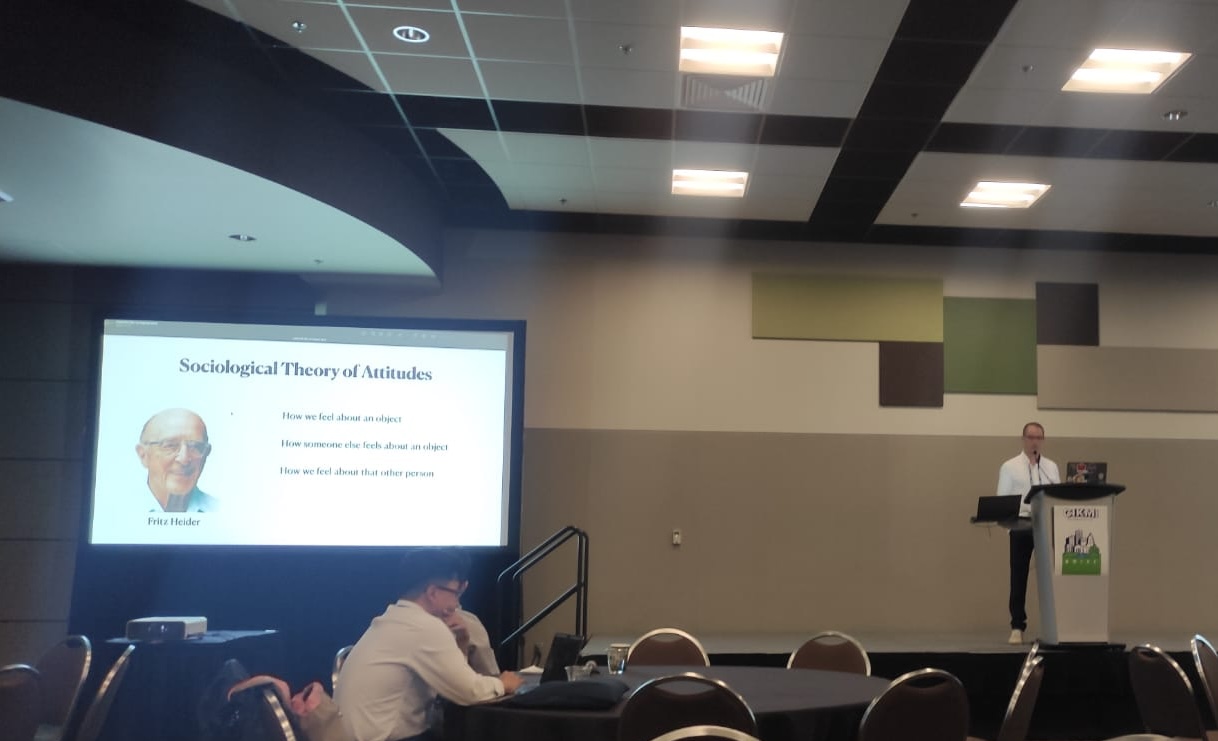 Sociological Theory of Attitudes
How we feel about an object
How someone else feels about an object
How we feel about that other person
Fritz Heider
CIKM